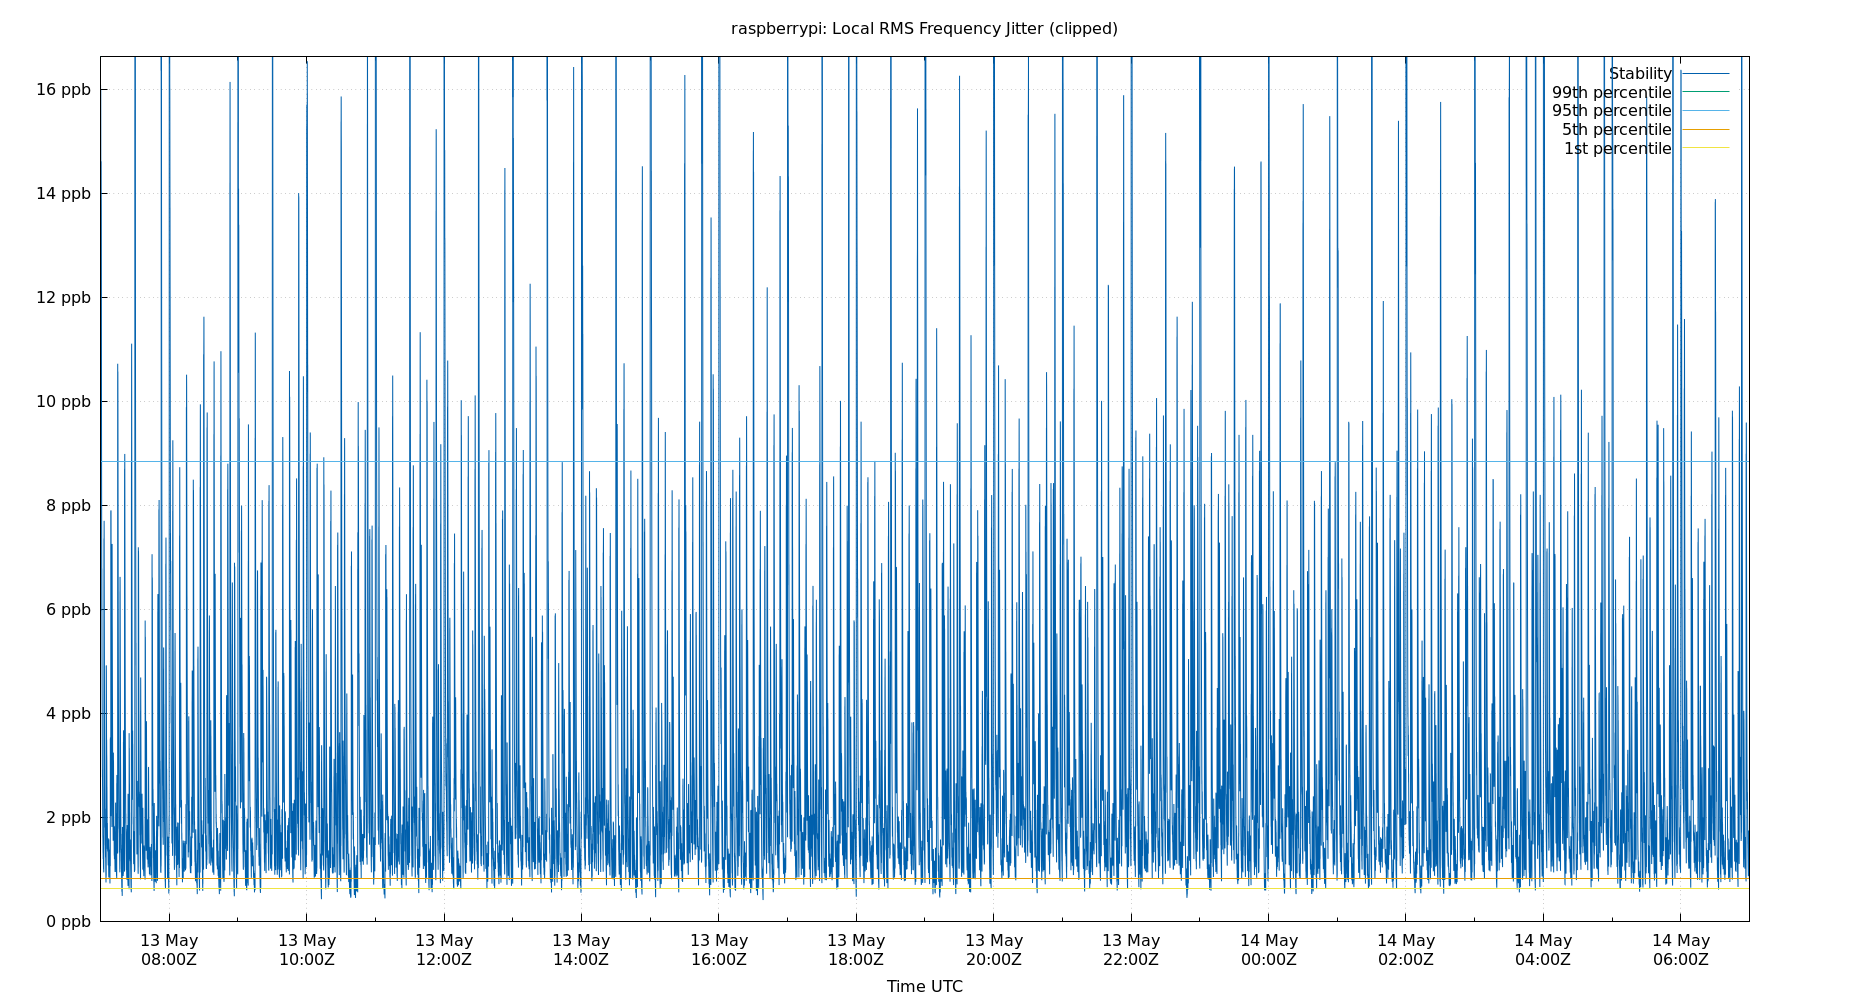 raspberrypi: Local RMS Frequency Jitter (clipped)
Stability
99th percentile
95th percentile
5th percentile
1st percentile
16 ppb
14 ppb
12 ppb
10 ppb
8 ppb
6 ppb
4 ppb
2 ppb
0 ppb
13 May 13 May 13 May 13 May 13 May 13 May 13 May 13 May 14 May 14 May 14 May 14 May
08:00Z 10:00Z 12:00Z 14:00Z 16:00Z 18:00Z 20:00Z 22:00Z 00:00Z 02:00Z 04:00Z 06:00Z
Time UTC